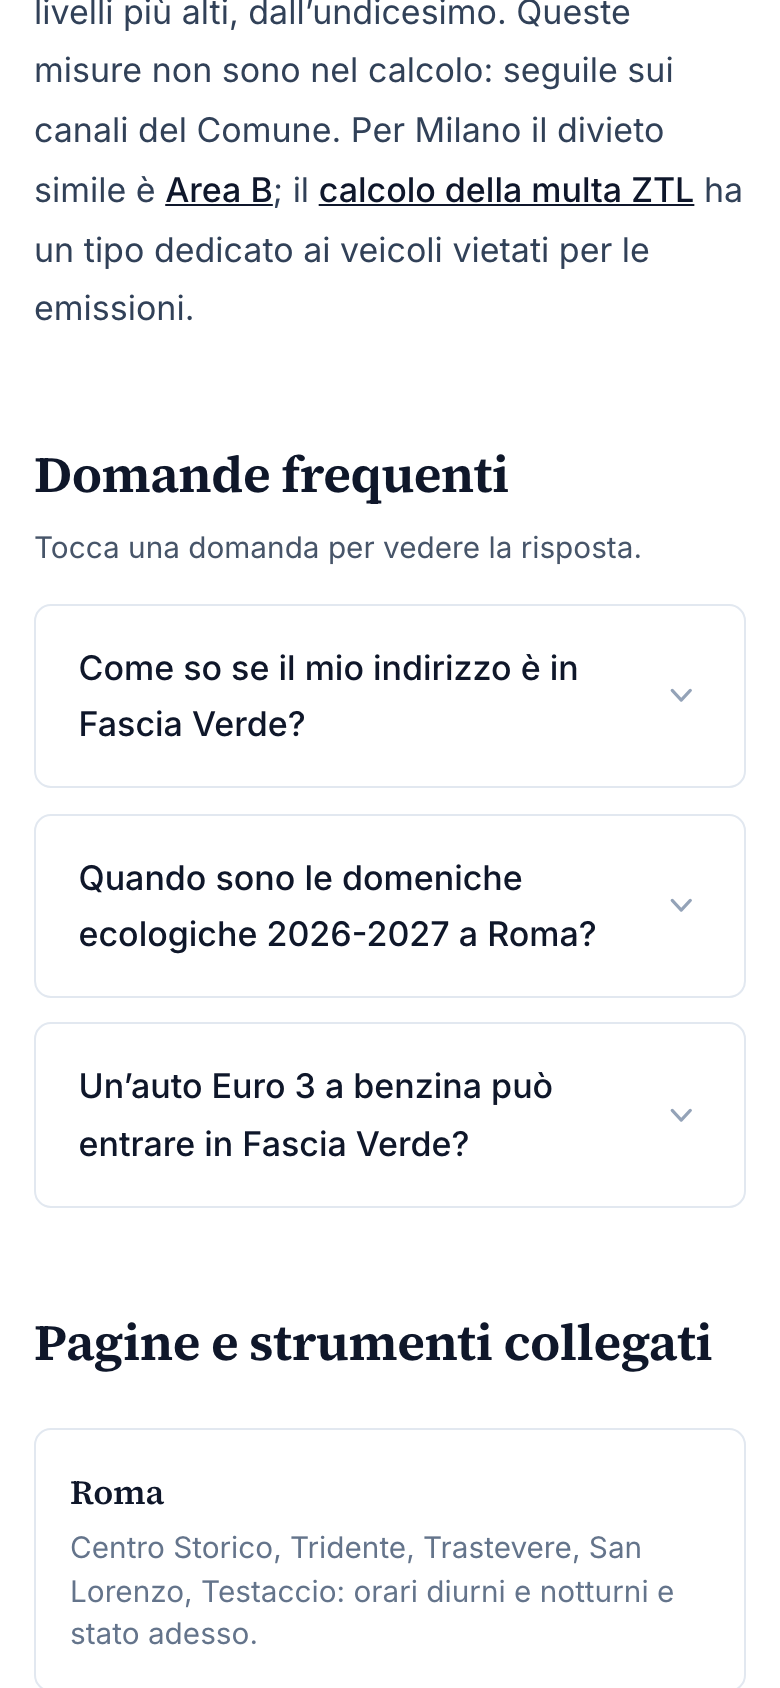 livelli più alti, dall’undicesimo. Queste
misure non sono nel calcolo: seguile sui
canali del Comune. Per Milano il divieto
simile è Area B; il calcolo della multa ZTL ha
un tipo dedicato ai veicoli vietati per le
emissioni.
Domande frequenti
Tocca una domanda per vedere la risposta.
Come so se il mio indirizzo è in
Fascia Verde?
Quando sono le domeniche
ecologiche 2026-2027 a Roma?
Un’auto Euro 3 a benzina può
entrare in Fascia Verde?
Pagine e strumenti collegati
Roma
Centro Storico, Tridente, Trastevere, San
Lorenzo, Testaccio: orari diurni e notturni e
stato adesso.